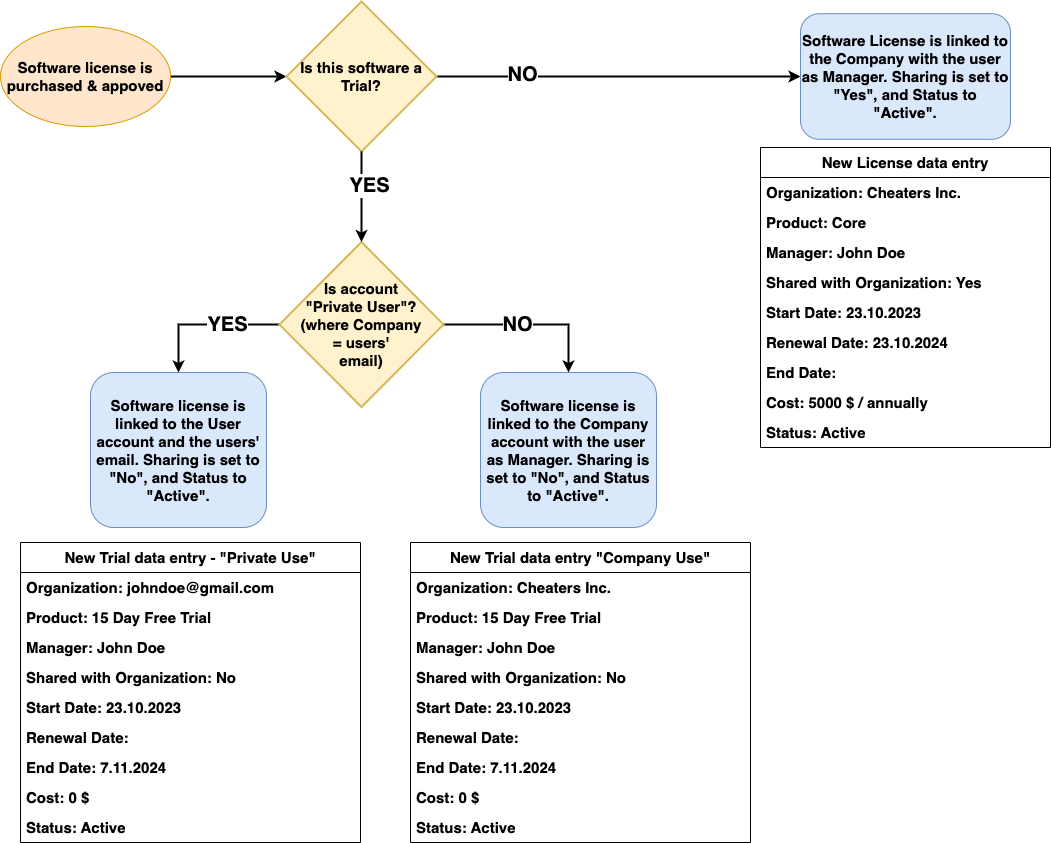 Software license is
purchased & appoved
Is this software a
Trial?
NO
Software License is linked to
the Company with the user
as Manager. Sharing is set to
"Yes", and Status to
"Active".
YES
New License data entry
Organization: Cheaters Inc.
Product: Core
Manager: John Doe
Shared with Organization: Yes
Start Date: 23.10.2023
Renewal Date: 23.10.2024
End Date:
Cost: 5000 $ / annually
Status: Active
Is account
"Private User"?
(where Company
= users'
email)
YES
NO
Software license is
linked to the User
account and the users'
email. Sharing is set to
"No", and Status to
"Active".
Software license is
linked to the Company
account with the user
as Manager. Sharing is
set to "No", and Status
to "Active".
New Trial data entry - "Private Use"
Organization: johndoe@gmail.com
Product: 15 Day Free Trial
Manager: John Doe
Shared with Organization: No
Start Date: 23.10.2023
Renewal Date:
End Date: 7.11.2024
Cost: 0 $
Status: Active
New Trial data entry "Company Use"
Organization: Cheaters Inc.
Product: 15 Day Free Trial
Manager: John Doe
Shared with Organization: No
Start Date: 23.10.2023
Renewal Date:
End Date: 7.11.2024
Cost: 0 $
Status: Active